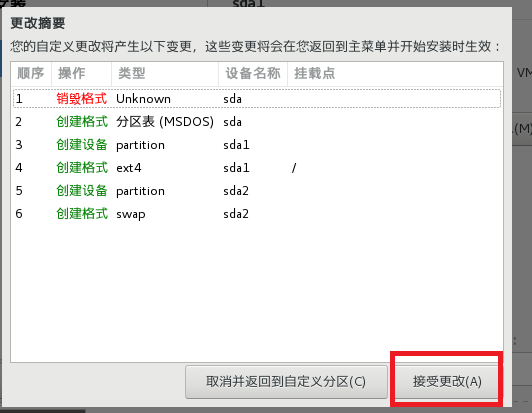 sda1
更改摘要
您的自定义更改将产生以下变更，这些变更将会在您返回到主菜单并开始安装时生效：
顺序 操作 类型 设备名称 挂载点
1 销毁格式 Unknown sda
2 创建格式 分区表 (MSDOS) sda
3 创建设备 partition sda1
4 创建格式 ext4 sda1 /
5 创建设备 partition sda2
6 创建格式 swap sda2
VM
(M)
取消并返回到自定义分区(C) 接受更改(A)